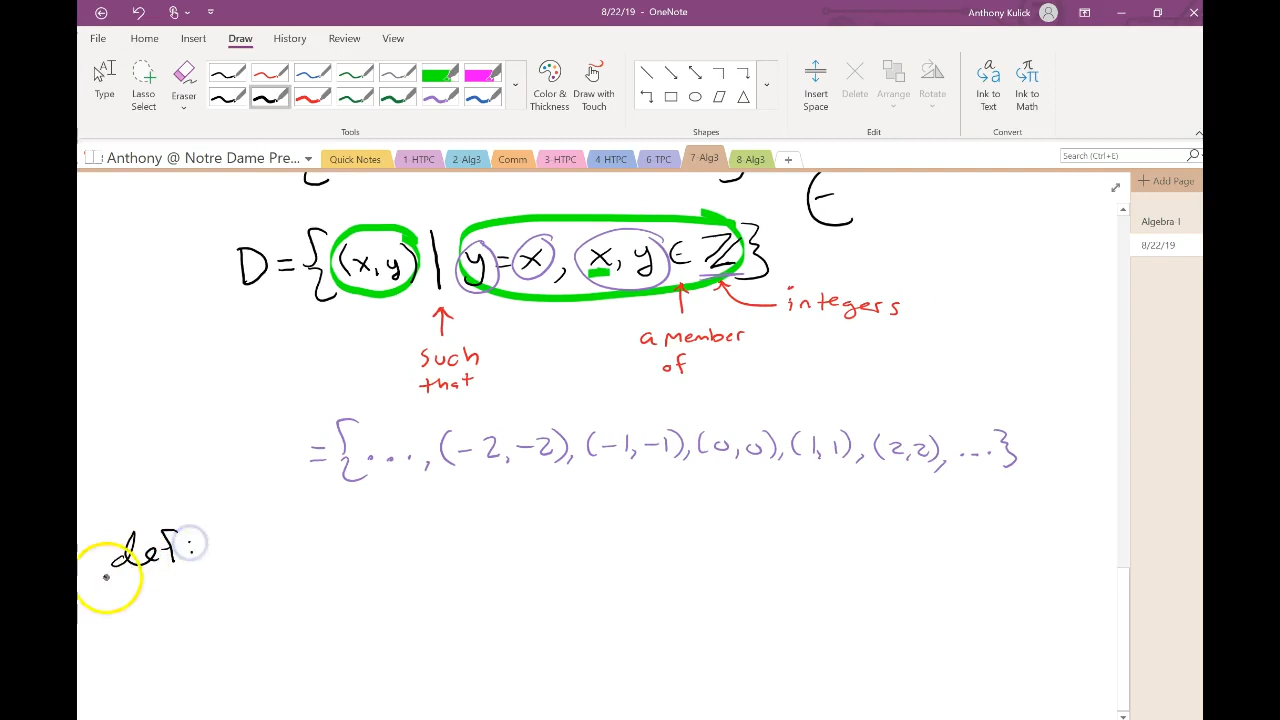 8/22/19 - OneNote
Anthony Kulick
File Home Insert Draw History Review View
Type
Lasso Select
Eraser
Color & Thickness
Draw with Touch
Insert Space
Delete
Arrange
Rotate
Ink to Text
Ink to Math
Tools
Shapes
Edit
Convert
Anthony @ Notre Dame Pre...
Quick Notes 1 HTPC 2 Alg3 Comm 3 HTPC 4 HTPC 6 TPC 7 Alg3 8 Alg3 +
Search (Ctrl+E)
+ Add Page
Algebra 1
8/22/19
∈
D = {(x,y) | y = x, x, y ∈ ℤ}
integers
a member
of
such
that
= {..., (-2,-2), (-1,-1), (0,0), (1,1), (2,2), ...}
def: